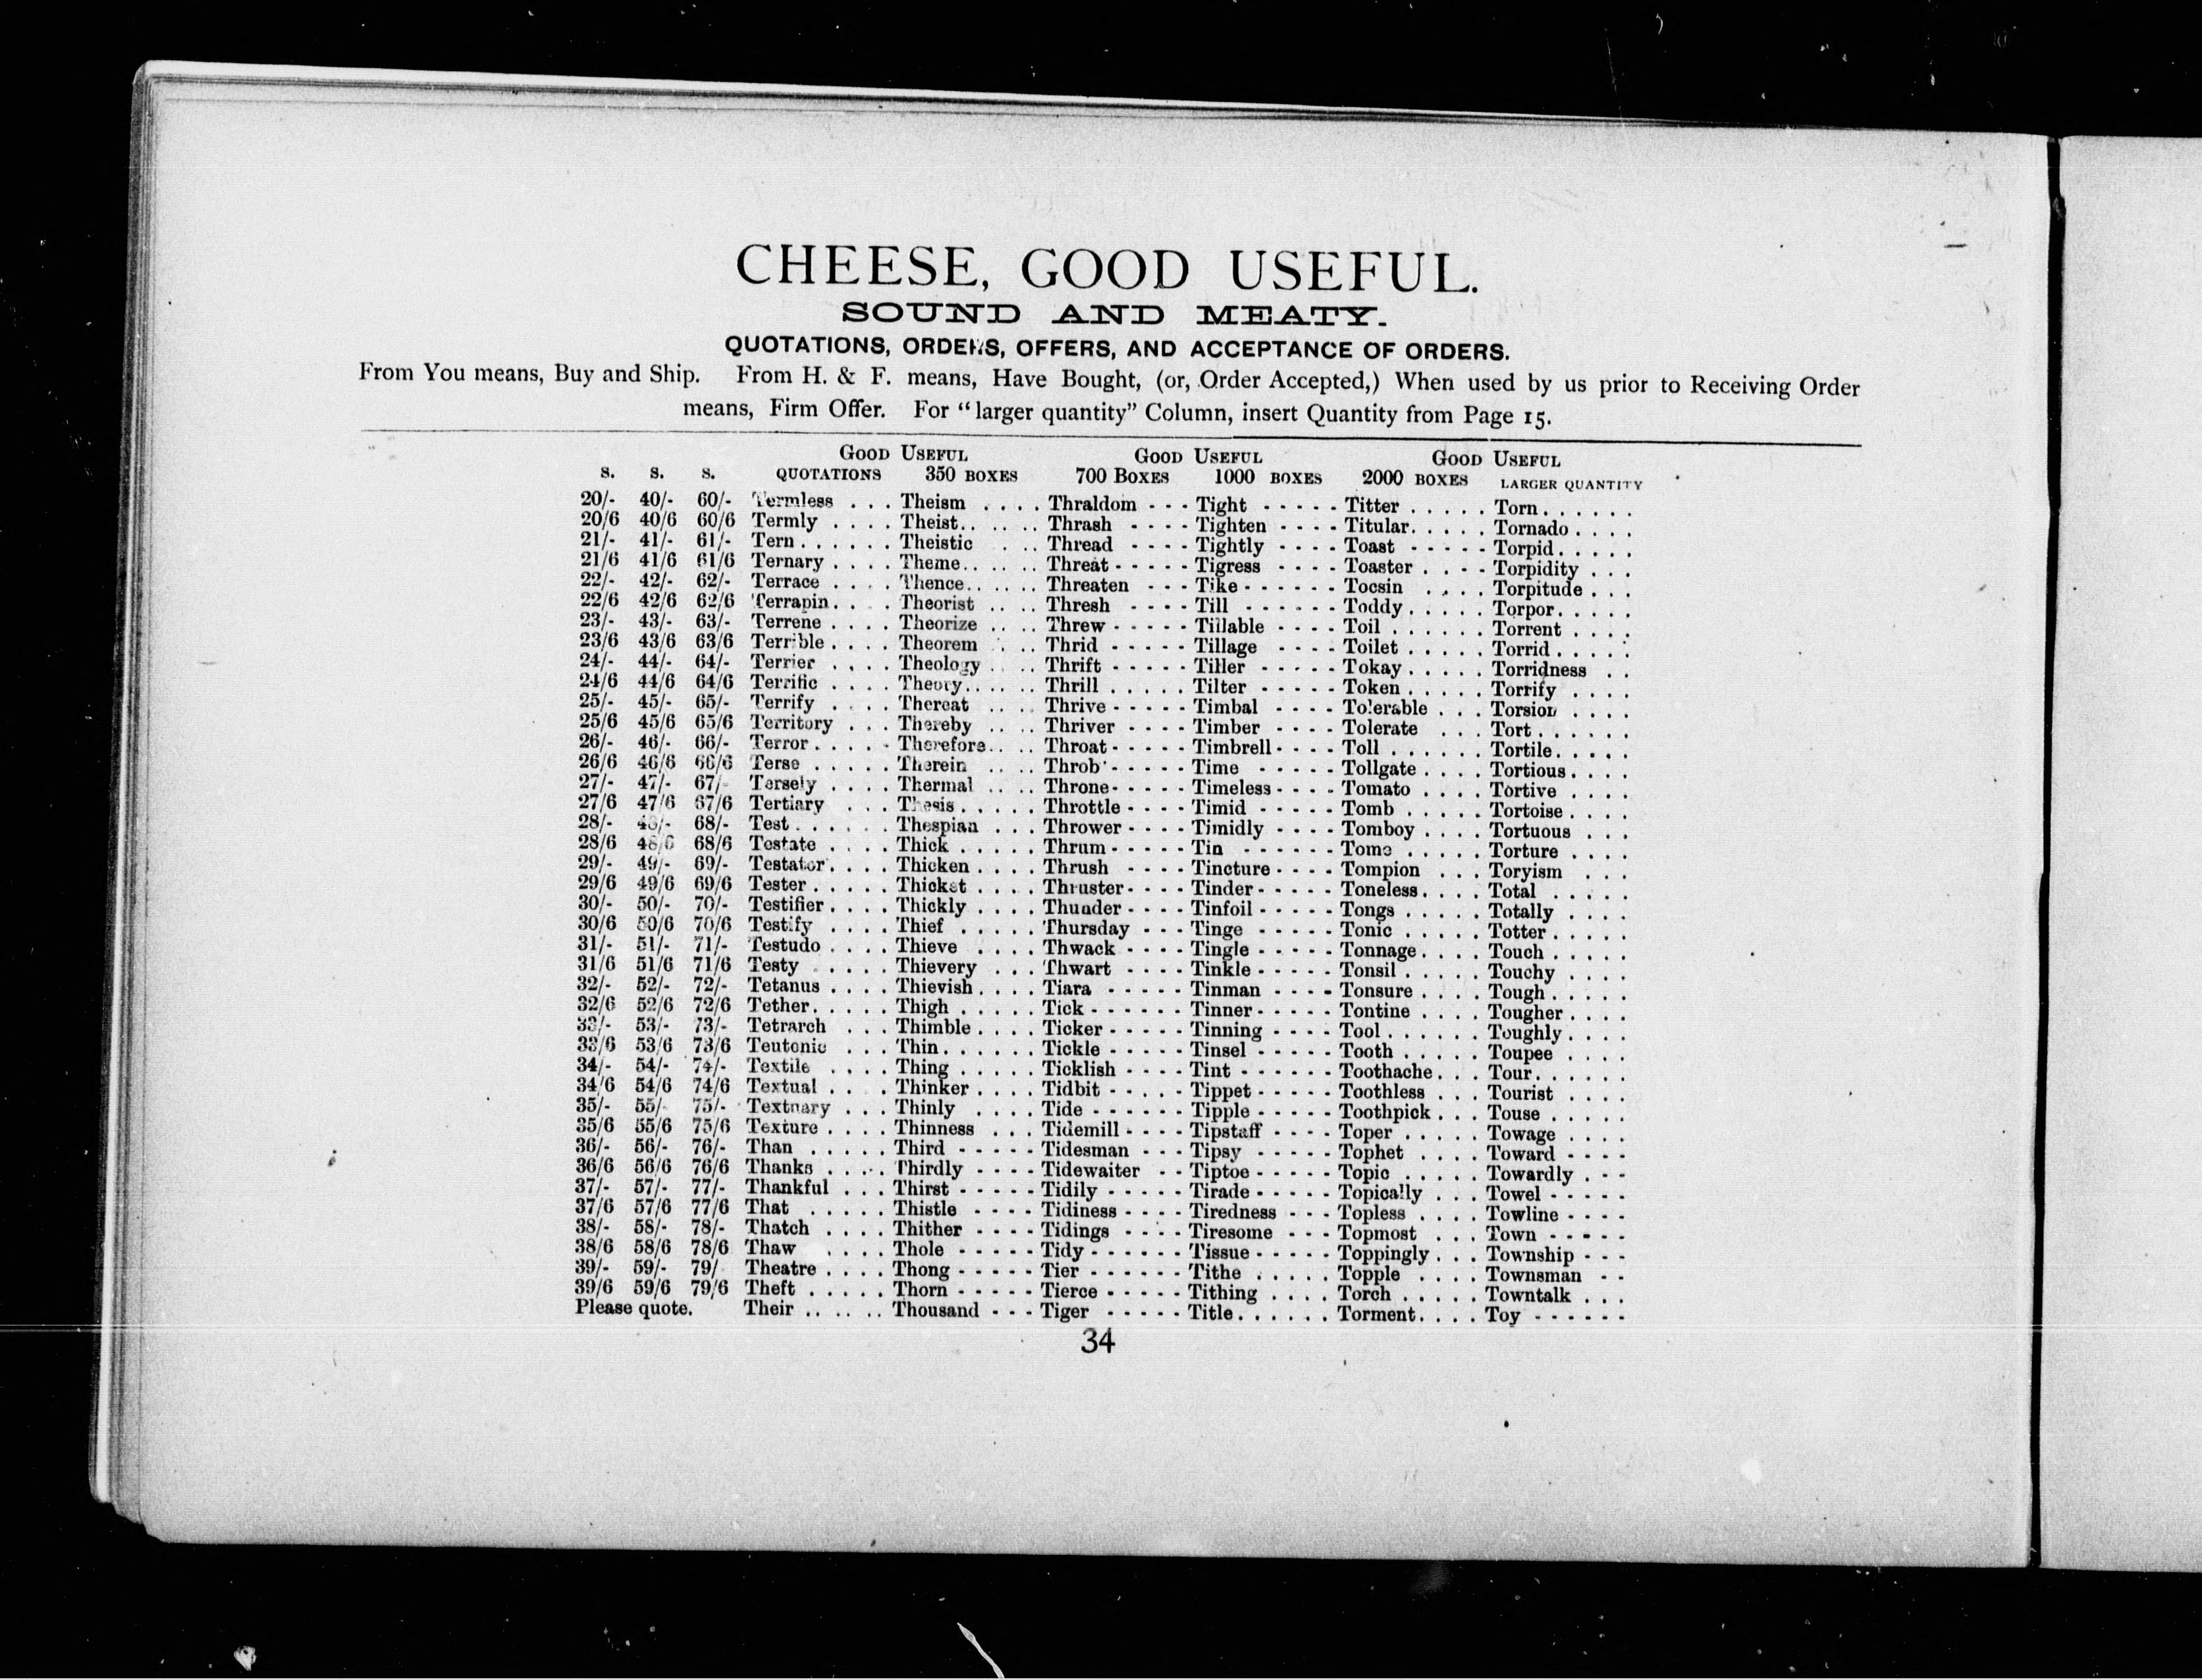 CHEESE, GOOD USEFUL.
SOUND AND MEATY.
QUOTATIONS, ORDERS, OFFERS, AND ACCEPTANCE OF ORDERS.
From You means, Buy and Ship. From H. & F. means, Have Bought, (or, Order Accepted,) When used by us prior to Receiving Order
means, Firm Offer. For “larger quantity” Column, insert Quantity from Page 15.
GOOD USEFUL GOOD USEFUL GOOD USEFUL
S. S. S. QUOTATIONS 350 BOXES 700 BOXES 1000 BOXES 2000 BOXES LARGER QUANTITY
20/- 40/- 60/- Termless . . . Theism . . . . Thraldom - - - Tight - - - - - Titter . . . . . Torn . . . . . .
20/6 40/6 60/6 Termly . . . . Theist . . . . . Thrash - - - - Tighten - - - - Titular . . . . . Tornado . . . .
21/- 41/- 61/- Tern . . . . . . Theistic . . . Thread - - - - Tightly - - - - Toast - - - - - Torpid . . . . .
21/6 41/6 61/6 Ternary . . . . Theme . . . . . Threat - - - - - Tigress - - - - Toaster . . - - Torpidity . . .
22/- 42/- 62/- Terrace . . . . Thence . . . . . Threaten - - - Tike - - - - - - Tocsin . . . . Torpitude . . .
22/6 42/6 62/6 Terrapin . . . Theorist . . . . Thresh - - - - Till - - - - - - Toddy . . . . . Torpor . . . . .
23/- 43/- 63/- Terrene . . . . Theorize . . . . Threw - - - - - Tillable - - - - Toil . . . . . . Torrent . . . .
23/6 43/6 63/6 Terrible . . . . Theorem . . . Thrid - - - - - Tillage - - - - Toilet . . . . . Torrid . . . . .
24/- 44/- 64/- Terrier . . . . Theology . . . Thrift - - - - - Tiller - - - - - Tokay . . . . . Torridness . .
24/6 44/6 64/6 Terrific . . . . Theory . . . . . Thrill . . . . . Tilter - - - - - Token . . . . . Torrify . . . .
25/- 45/- 65/- Terrify . . . . Thereat . . . . Thrive - - - - - Timbal - - - - - Tolerable . . . Torsion . . . .
25/6 45/6 65/6 Territory . . . Thereby . . . . Thriver - - - - - Timber - - - - Tolerate . . . Tort . . . . . .
26/- 46/- 66/- Terror . . . . - Therefore . . . . Throat - - - - - Timbrell - - - - Toll . . . . . . Tortile . . . . .
26/6 46/6 66/6 Terse . . . . . Therein . . . . Throb - - - - - Time - - - - - Tollgate . . . . Tortious . . . .
27/- 47/- 67/- Tersely . . . . Thermal . . . . Throne - - - - - Timeless - - - - Tomato . . . . Tortive . . . .
27/6 47/6 67/6 Tertiary . . . Thesis . . . . . Throttle - - - - Timid - - - - - Tomb . . . . . Tortoise . . . .
28/- 48/- 68/- Test . . . . . . Thespian . . . Thrower - - - - Timidly - - - - Tomboy . . . . Tortuous . . .
28/6 48/6 68/6 Testate . . . . Thick . . . . . Thrum - - - - - Tin - - - - - - Tome . . . . . Torture . . . .
29/- 49/- 69/- Testator . . . . Thicken . . . . Thrush - - - - Tincture - - - - Tompion . . . Toryism . . .
29/6 49/6 69/6 Tester . . . . . Thicket . . . . Thruster - - - - Tinder - - - - - Toneless . . . . Total . . . . .
30/- 50/- 70/- Testifier . . . . Thickly . . . . Thunder - - - - Tinfoil - - - - - Tongs . . . . . Totally . . . .
30/6 50/6 70/6 Testify . . . . Thief . . . . . Thursday - - - Tinge - - - - - Tonic . . . . . Totter . . . . .
31/- 51/- 71/- Testudo . . . . Thieve . . . . Thwack - - - - Tingle - - - - - Tonnage . . . . Touch . . . . .
31/6 51/6 71/6 Testy . . . . . Thievery . . . Thwart - - - - Tinkle - - - - - Tonsil . . . . . Touchy . . . .
32/- 52/- 72/- Tetanus . . . . Thievish . . . . Tiara - - - - - Tinman - - - - Tonsure . . . . Tough . . . . .
32/6 52/6 72/6 Tether . . . . . Thigh . . . . . Tick - - - - - - Tinner - - - - - Tontine . . . . Tougher . . . .
33/- 53/- 73/- Tetrarch . . . Thimble . . . . Ticker - - - - - Tinning - - - - Tool . . . . . . Toughly . . . .
33/6 53/6 73/6 Teutonic . . . Thin . . . . . . Tickle - - - - - Tinsel - - - - - Tooth . . . . . Toupee . . . .
34/- 54/- 74/- Textile . . . . Thing . . . . . Ticklish - - - - Tint - - - - - - Toothache . . . Tour . . . . . .
34/6 54/6 74/6 Textual . . . . Thinker . . . . Tidbit - - . . - Tippet - - - - - Toothless . . . Tourist . . . .
35/- 55/- 75/- Textuary . . . Thinly . . . . Tide - - - - - - Tipple - - - - - Toothpick . . . Touse . . . . .
35/6 55/6 75/6 Texture . . . . Thinness . . . Tidemill - - - - Tipstaff - - - - Toper . . . . . Towage . . . .
36/- 56/- 76/- Than . . . . . Third - - - - - Tidesman - - - Tipsy - - - - - Tophet . . . . Toward - - - -
36/6 56/6 76/6 Thanks . . . . Thirdly - - - - Tidewaiter - - Tiptoe - - - - - Topic . . . . . Towardly . - -
37/- 57/- 77/- Thankful . . . Thirst - - - - - Tidily - - - - - Tirade - - - - - Topically . . . Towel - - - - -
37/6 57/6 77/6 That . . . . . Thistle - - - - Tidiness - - - - Tiredness - - - Topless . . . . Towline - - - -
38/- 58/- 78/- Thatch . . . . Thither - - - - Tidings - - - - Tiresome - - - Topmost . . . Town - - - - -
38/6 58/6 78/6 Thaw . . . . Thole - - - - - Tidy - - - - - - Tissue - - - - - Toppingly . . . Township - - -
39/- 59/- 79/ Theatre . . . . Thong - - - - - Tier - - - - - - Tithe . . . . . Topple . . . . Townsman - -
39/6 59/6 79/6 Theft . . . . . Thorn - - - - - Tierce - - - - - Tithing . . . . Torch . . . . . Towntalk . . .
Please quote. Their . . . . . . Thousand - - - Tiger - - - - - Title . . . . . . Torment . . . . Toy - - - - - -
34